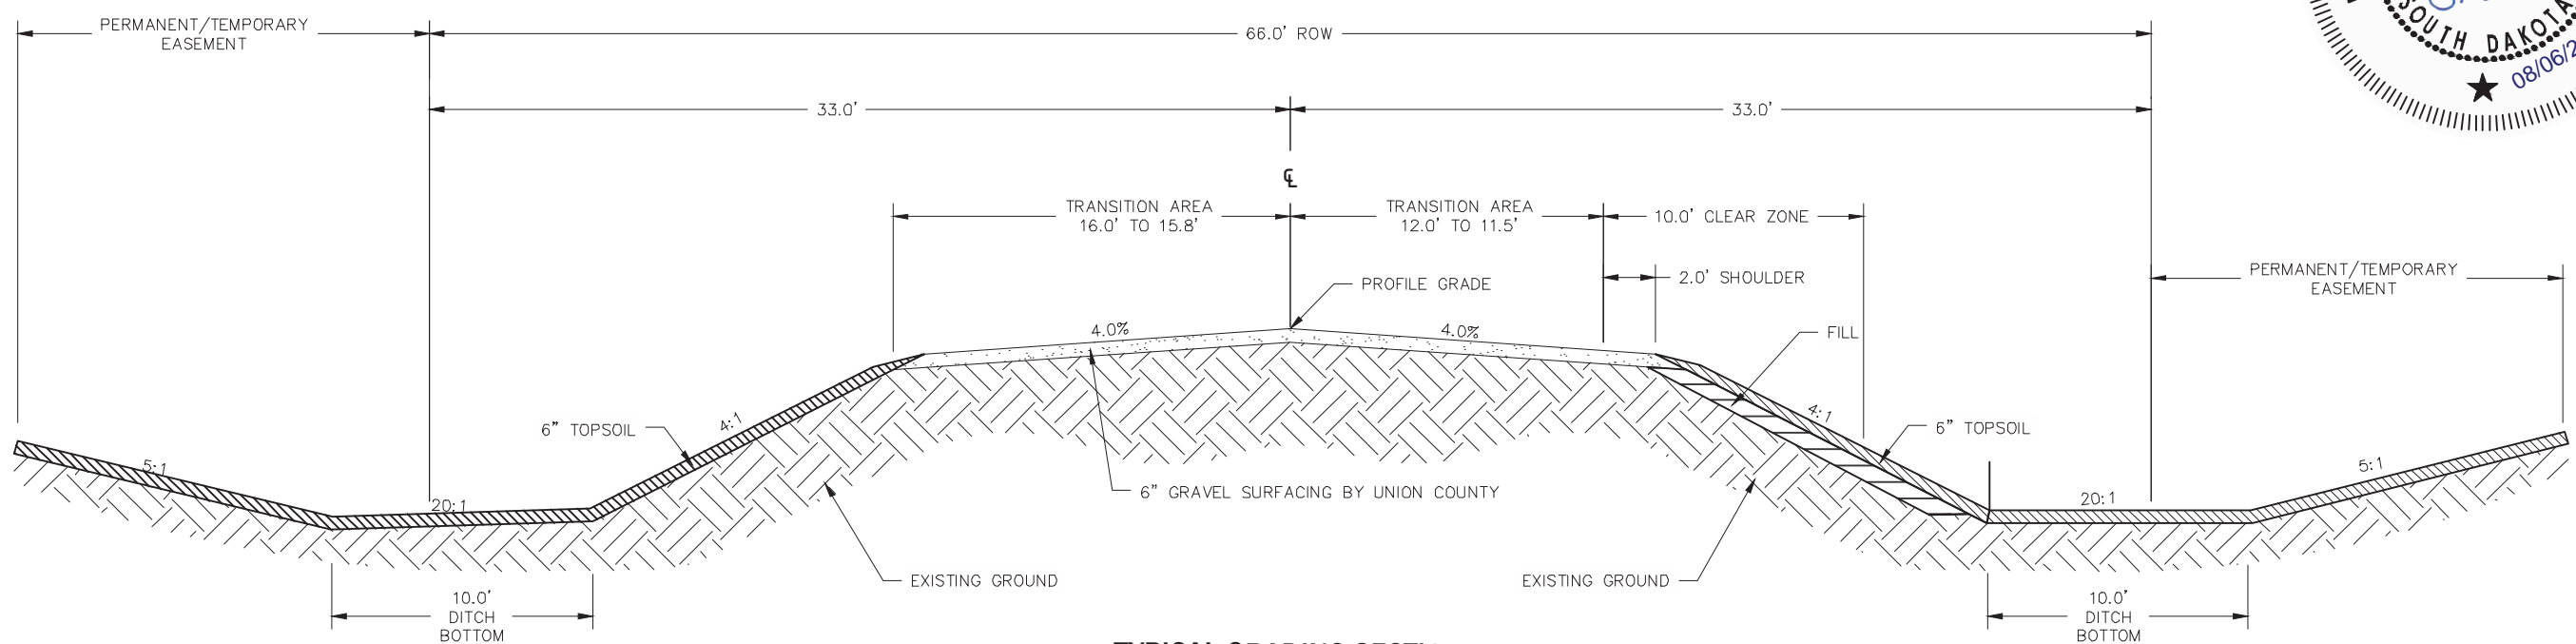 PERMANENT/TEMPORARY
EASEMENT
66.0' ROW
SOUTH DAKOTA
33.0'
33.0'
℄
TRANSITION AREA
16.0' TO 15.8'
TRANSITION AREA
12.0' TO 11.5'
10.0' CLEAR ZONE
2.0' SHOULDER
PERMANENT/TEMPORARY
EASEMENT
PROFILE GRADE
4.0%
4.0%
FILL
4:1
4:1
6” TOPSOIL
6” TOPSOIL
5:1
5:1
20:1
20:1
6” GRAVEL SURFACING BY UNION COUNTY
EXISTING GROUND
EXISTING GROUND
10.0'
DITCH
BOTTOM
10.0'
DITCH
BOTTOM
TYPICAL GRADING